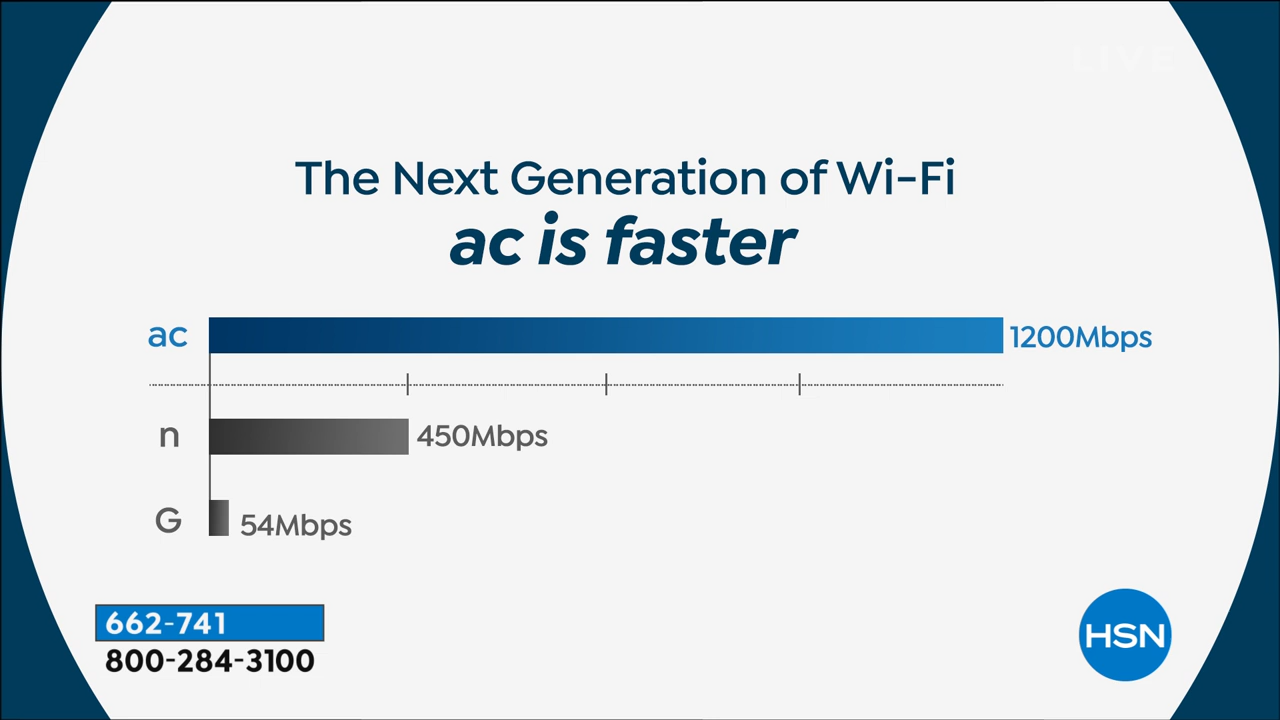 LIVE
The Next Generation of Wi-Fi
ac is faster
ac 1200Mbps
n 450Mbps
G 54Mbps
662-741
800-284-3100
HSN